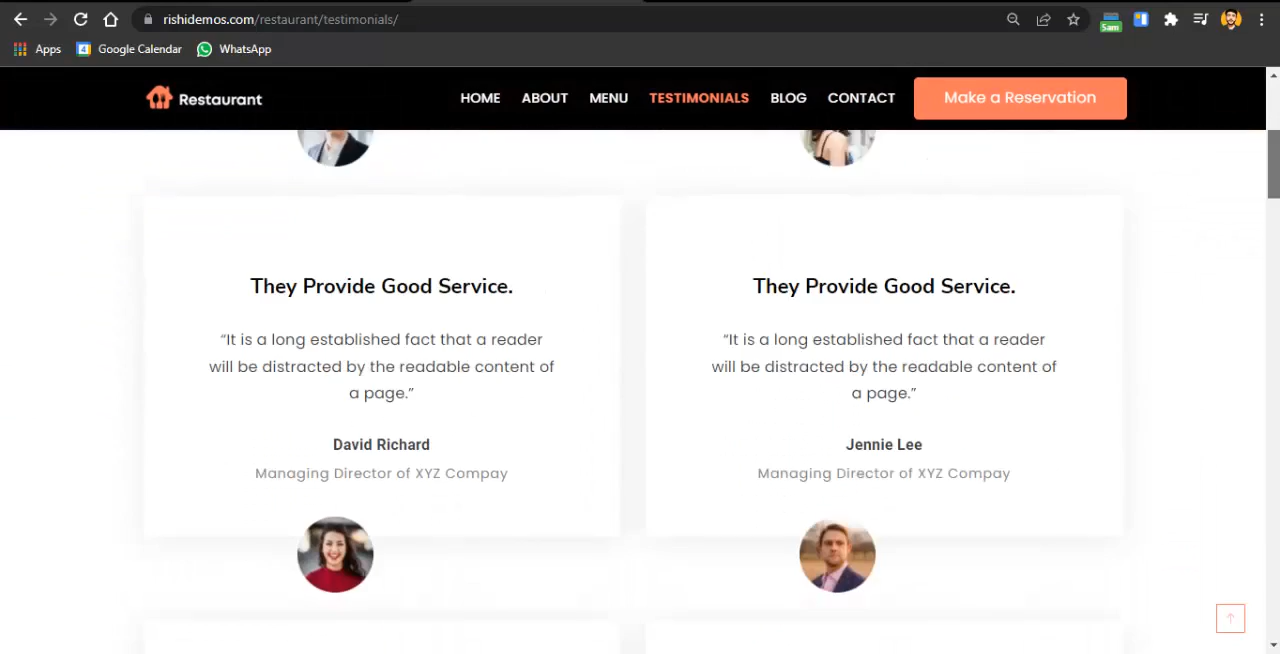 rishidemos.com/restaurant/testimonials/
5am
Apps
4
Google Calendar
WhatsApp
Restaurant
HOME ABOUT MENU TESTIMONIALS BLOG CONTACT Make a Reservation
They Provide Good Service.
“It is a long established fact that a reader
will be distracted by the readable content of
a page.”
David Richard
Managing Director of XYZ Compay
They Provide Good Service.
“It is a long established fact that a reader
will be distracted by the readable content of
a page.”
Jennie Lee
Managing Director of XYZ Compay